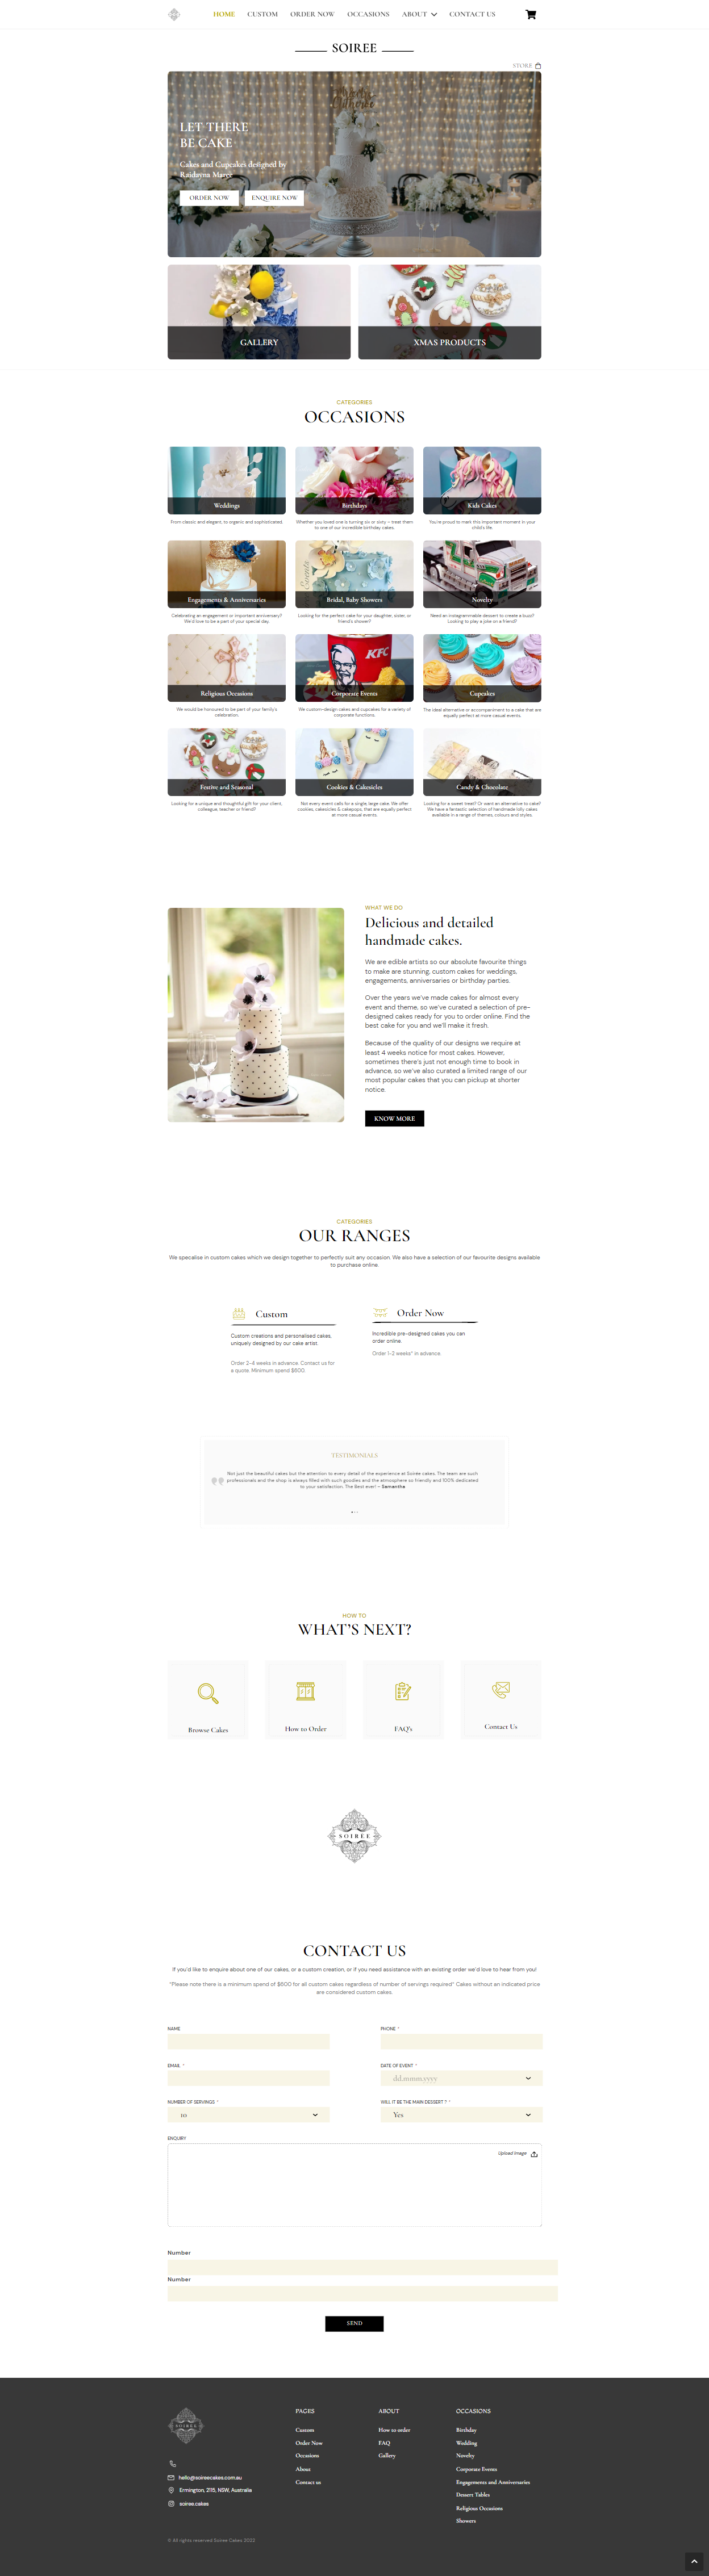 HOME CUSTOM ORDER NOW OCCASIONS ABOUT CONTACT US
SOIREE
STORE
LET THERE
BE CAKE
Cakes and Cupcakes designed by
Raidayna Maree
ORDER NOW ENQUIRE NOW
GALLERY XMAS PRODUCTS
CATEGORIES
OCCASIONS
Weddings
From classic and elegant, to organic and sophisticated.
Birthdays
Whether you loved one is turning six or sixty – treat them
to one of our incredible birthday cakes.
Kids Cakes
You're proud to mark this important moment in your
child's life.
Engagements & Anniversaries
Celebrating an engagement or important anniversary?
We'd love to be a part of your special day
Bridal, Baby Showers
Looking for the perfect cake for your daughter, sister, or
friend's shower?
Novelty
Need an Instagrammable dessert to create a buzz?
Looking to play a joke on a friend?
Religious Occasions
We would be honoured to be part of your family's
celebration.
KFC
Corporate Events
We custom-design cakes and cupcakes for a variety of
corporate functions.
Cupcakes
The ideal alternative or accompaniment to a cake that are
equally perfect at more casual events.
Festive and Seasonal
Looking for a unique and thoughtful gift for your client,
colleague, teacher or friend?
Cookies & Cakesicles
Not every event calls for a single, large cake. We offer
cookies, cakesicles & cakepops, that are equally perfect
at more casual events.
Candy & Chocolate
Looking for a sweet treat? Or want an alternative to cake?
We have a fantastic selection of handmade lolly cakes
available in a range of themes, colours and styles.
WHAT WE DO
Delicious and detailed
handmade cakes.
We are edible artists so our absolute favourite things
to make are stunning, custom cakes for weddings,
engagements, anniversaries or birthday parties.
Over the years we've made cakes for almost every
event and theme, so we've curated a selection of pre-
designed cakes ready for you to order online. Find the
best cake for you and we'll make it fresh.
Because of the quality of our designs we require at
least 4 weeks notice for most cakes. However,
sometimes there's just not enough time to book in
advance, so we've also curated a limited range of our
most popular cakes that you can pickup at shorter
notice.
KNOW MORE
CATEGORIES
OUR RANGES
We specalise in custom cakes which we design together to perfectly suit any occasion. We also have a selection of our favourite designs available
to purchase online.
Custom
Custom creations and personalised cakes,
uniquely designed by our cake artist.
Order 2-4 weeks in advance. Contact us for
a quote. Minimum spend $600.
Order Now
Incredible pre-designed cakes you can
order online.
Order 1-2 weeks* in advance.
TESTIMONIALS
Not just the beautiful cakes but the attention to every detail of the experience at Soiree cakes. The team are such
professionals and the shop is always filled with such goodies and the atmosphere so friendly and 100% dedicated
to your satisfaction. The Best ever! – Samantha
HOW TO
WHAT'S NEXT?
Browse Cakes How to Order FAQ's Contact Us
SOIREE
CONTACT US
If you'd like to enquire about one of our cakes, or a custom creation, or if you need assistance with an existing order we'd love to hear from you!
*Please note there is a minimum spend of $600 for all custom cakes regardless of number of servings required* Cakes without an indicated price
are considered custom cakes.
NAME PHONE *
EMAIL * DATE OF EVENT *
dd.mmm.yyyy
NUMBER OF SERVINGS * WILL IT BE THE MAIN DESSERT ? *
10 Yes
ENQUIRY
Upload Image
Number
Number
SEND
SOIREE
hello@soireecakes.com.au
Ermington, 2115, NSW, Australia
soiree.cakes
PAGES
Custom
Order Now
Occasions
About
Contact us
ABOUT
How to order
FAQ
Gallery
OCCASIONS
Birthday
Wedding
Novelty
Corporate Events
Engagements and Anniversaries
Dessert Tables
Religious Occasions
Showers
© All rights reserved Soiree Cakes 2022